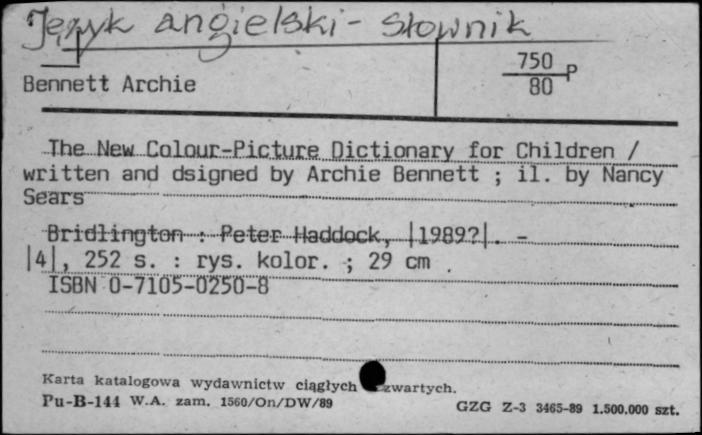 Język angielski - słownik
Bennett Archie
750
80 P
The New Colour-Picture Dictionary for Children /
written and dsigned by Archie Bennett ; il. by Nancy
Sears
Bridlington : Peter Haddock, |1989?|. -
|4|, 252 s. : rys. kolor. ; 29 cm .
ISBN 0-7105-0250-8
Karta katalogowa wydawnictw ciągłych zwartych.
Pu-B-144 W.A. zam. 1560/On/DW/89
GZG Z-3 3465-89 1.500.000 szt.